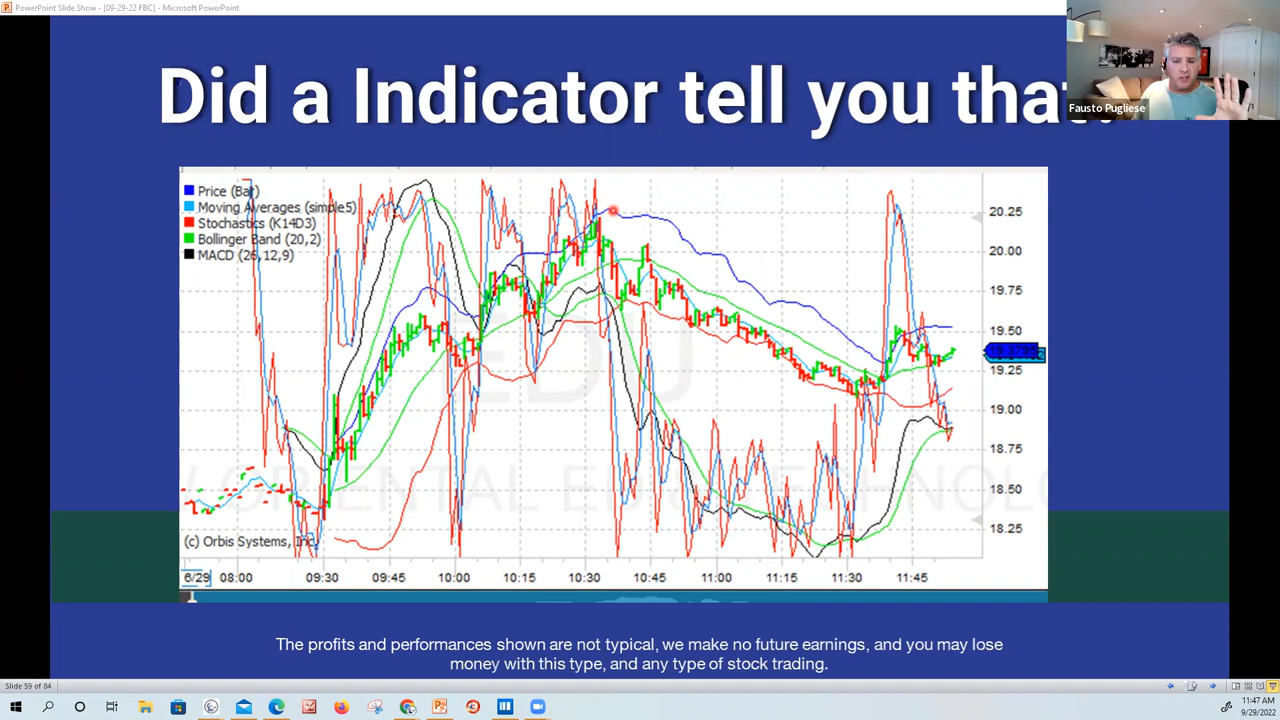 PowerPoint Slide Show - [09-29-22 FBC] - Microsoft PowerPoint
Did a Indicator tell you that?
Fausto Pugliese
Price (Bar)
Moving Averages (simple5)
Stochastics (K14D3)
Bollinger Band (20,2)
MACD (26,12,9)
20.25
20.00
19.75
19.50
19.25
19.00
18.75
18.50
18.25
EDU
ORIENTAL
(c) Orbis Systems, Inc.
6/29 08:00 09:30 09:45 10:00 10:15 10:30 10:45 11:00 11:15 11:30 11:45
The profits and performances shown are not typical, we make no future earnings, and you may lose
money with this type, and any type of stock trading.
Slide 59 of 84
11:47 AM
9/29/2022